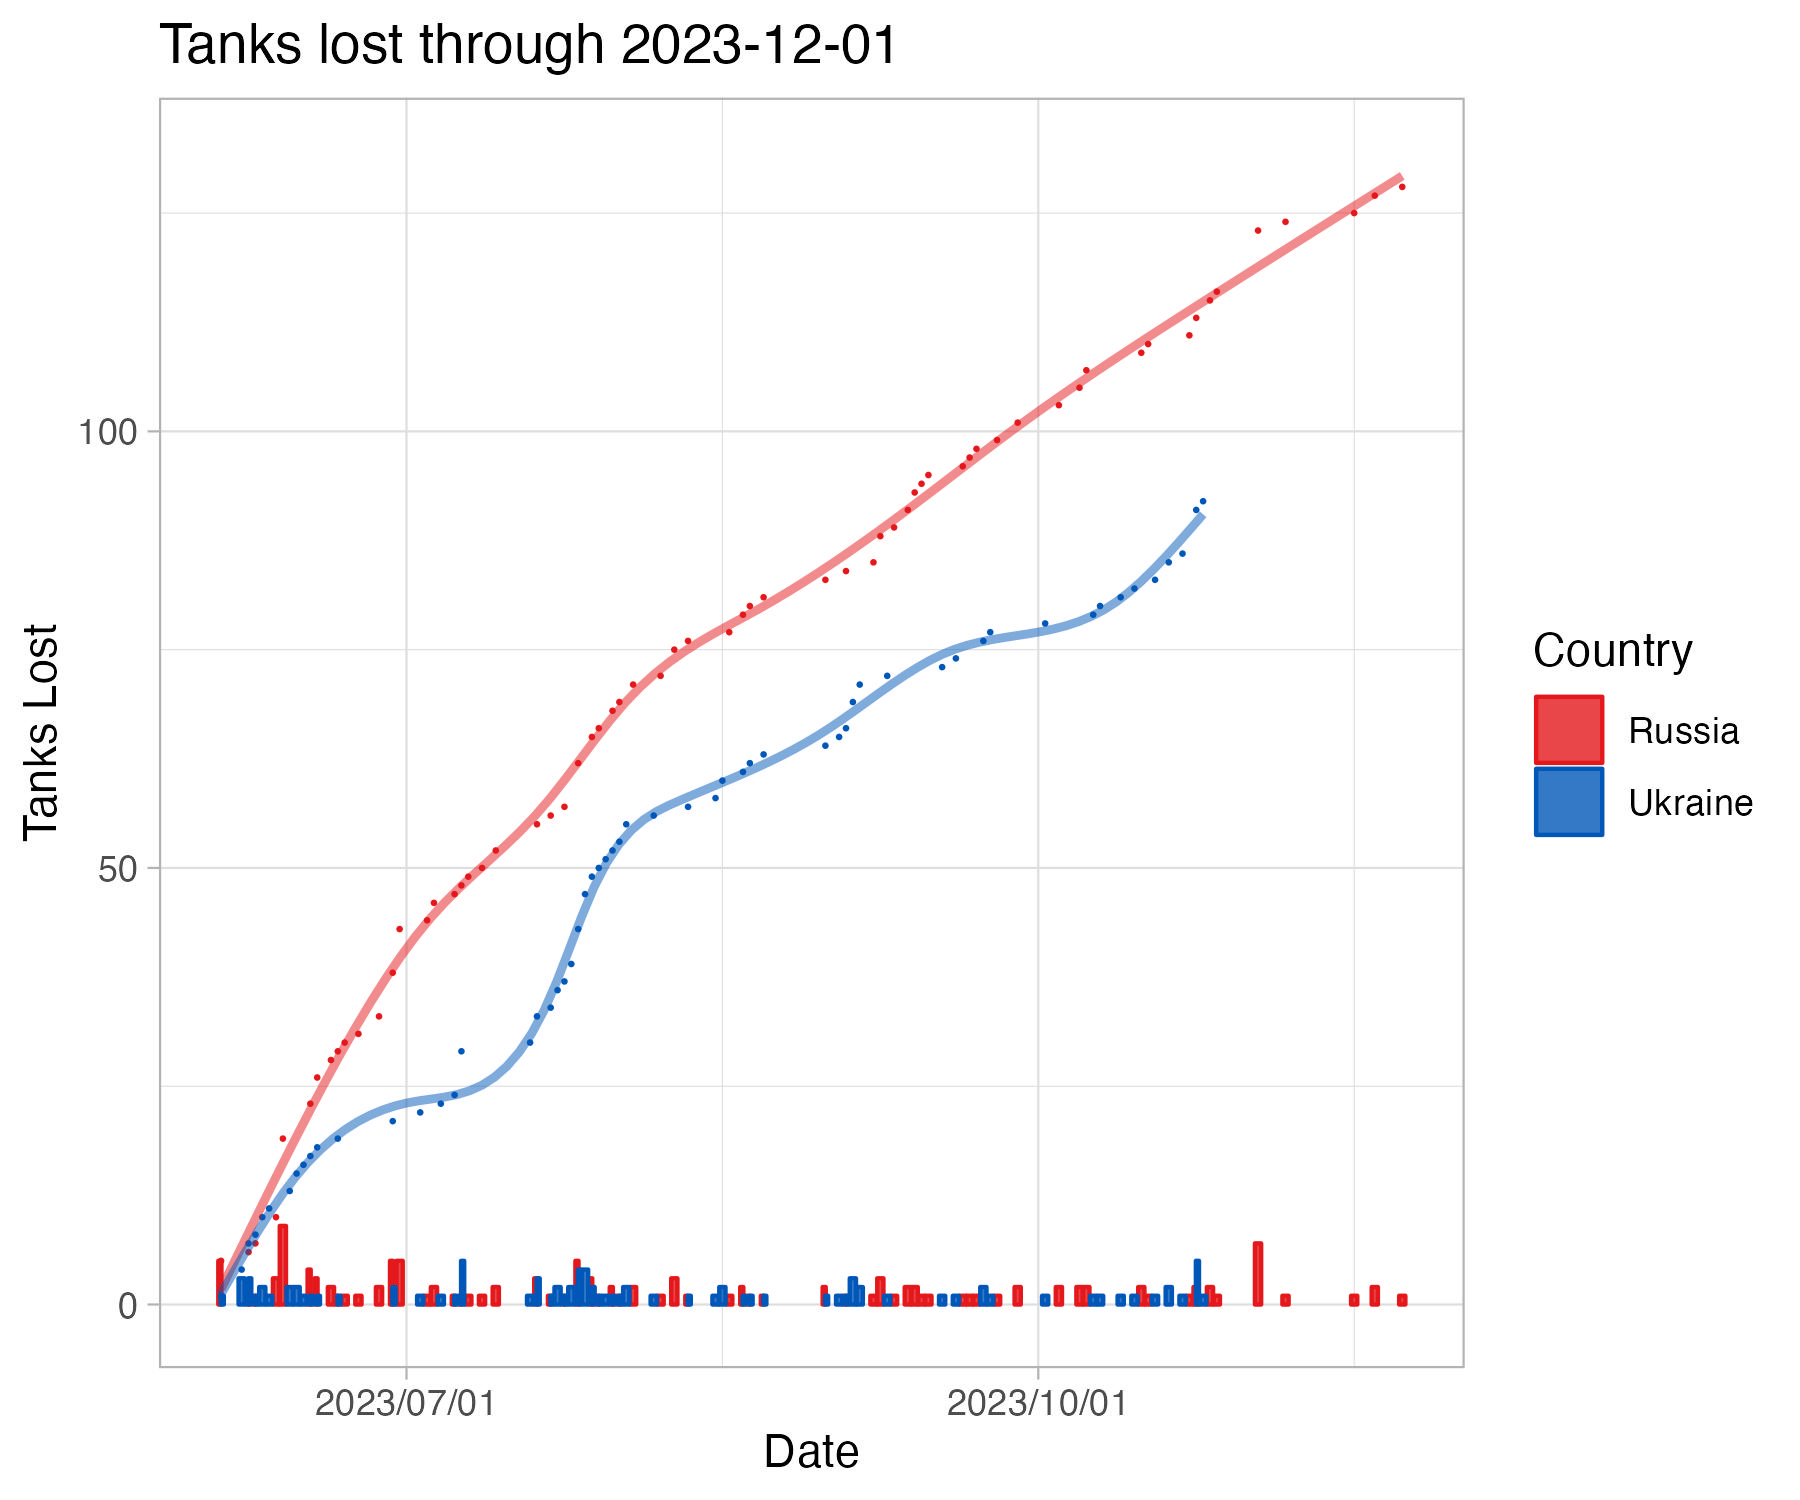 Tanks lost through 2023-12-01
Tanks Lost
100
50
0
2023/07/01
2023/10/01
Date
Country
Russia
Ukraine